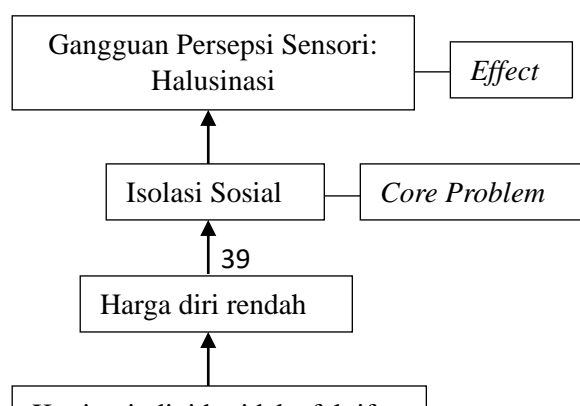 Gangguan Persepsi Sensori:
Halusinasi
Effect
Isolasi Sosial
Core Problem
39
Harga diri rendah